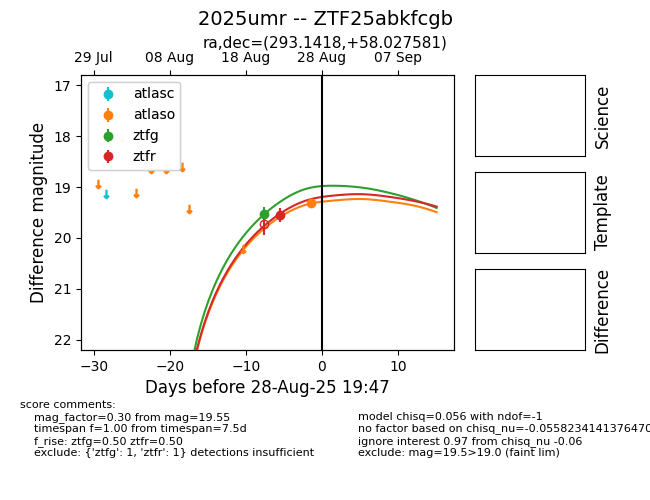 2025umr -- ZTF25abkfcgb
ra,dec=(293.1418,+58.027581)
29 Jul 08 Aug 18 Aug 28 Aug 07 Sep
atlasc
atlaso
ztfg
ztfr
17
18
19
20
21
22
Difference magnitude
−30 −20 −10 0 10
Days before 28-Aug-25 19:47
Science
Template
Difference
score comments:
mag_factor=0.30 from mag=19.55
timespan f=1.00 from timespan=7.5d
f_rise: ztfg=0.50 ztfr=0.50
exclude: {'ztfg': 1, 'ztfr': 1} detections insufficient
model chisq=0.056 with ndof=-1
no factor based on chisq_nu=-0.0558234141376470
ignore interest 0.97 from chisq_nu -0.06
exclude: mag=19.5>19.0 (faint lim)